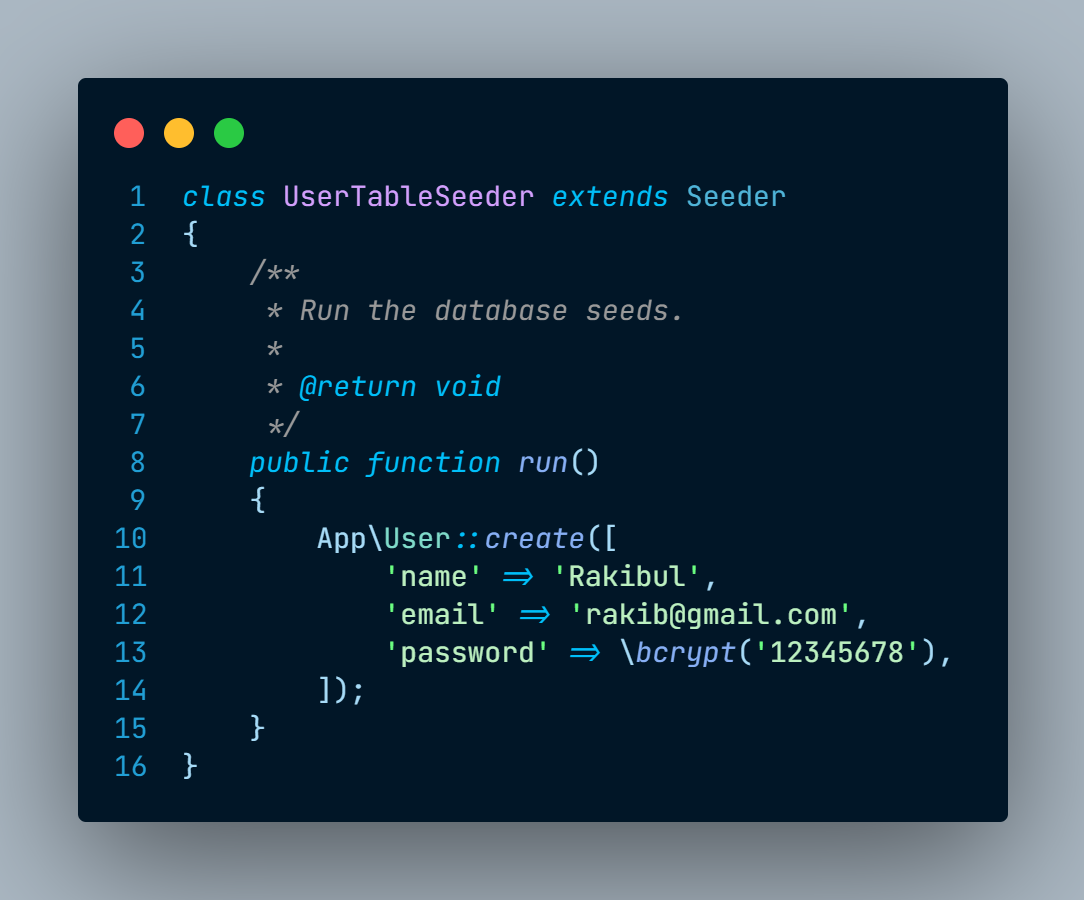 1 class UserTableSeeder extends Seeder
2 {
3     /**
4      * Run the database seeds.
5      *
6      * @return void
7      */
8     public function run()
9     {
10         App\User::create([
11             'name' => 'Rakibul',
12             'email' => 'rakib@gmail.com',
13             'password' => \bcrypt('12345678'),
14         ]);
15     }
16 }